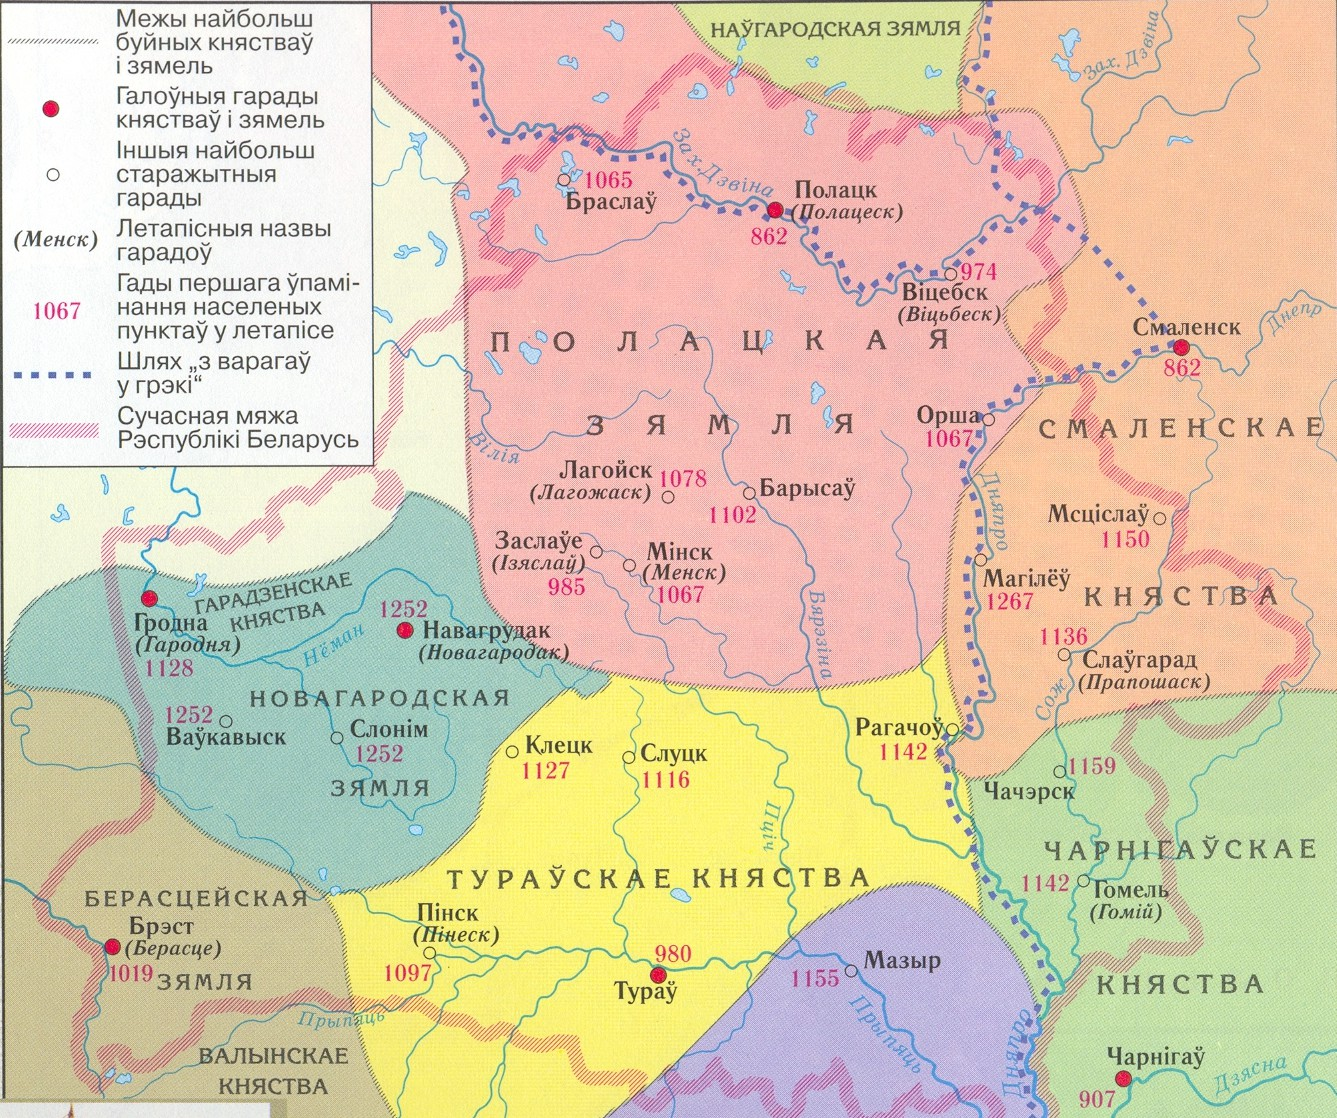 Межы найбольш
буйных княстваў
і зямель
Галоўныя гарады
княстваў і зямель
Іншыя найбольш
старажытныя
гарады
(Менск)
Летапісныя назвы
гарадоў
1067
Гады першага ўпамі-
нання населеных
пунктаў у летапісе
Шлях „з варагаў
у грэкі“
Сучасная мяжа
Рэспублікі Беларусь
НАЎГАРОДСКАЯ ЗЯМЛЯ
Зах. Дзвіна
Зах. Дзвіна
1065
Браслаў
Полацк
(Полацеск)
862
974
Віцебск
(Віцьбеск)
Днепр
Смаленск
862
ПОЛАЦКАЯ
ЗЯМЛЯ
Орша
1067
СМАЛЕНСКАЕ
КНЯСТВА
Вілія
Лагойск
(Лагожаск)
1078
Барысаў
1102
Дняпро
Мсціслаў
1150
Заслаўе
(Ізяслаў)
985
Мінск
(Менск)
1067
Магілёў
1267
Бярэзіна
1136
Слаўгарад
(Прапошаск)
Сож
ГАРАДЗЕНСКАЕ
КНЯСТВА
Гродна
(Гародня)
1128
Нёман
1252
Навагрудак
(Новагародак)
НОВАГАРОДСКАЯ
ЗЯМЛЯ
1252
Ваўкавыск
Слонім
1252
Клецк
1127
Слуцк
1116
Рагачоў
1142
1159
Чачэрск
Пціч
ЧАРНІГАЎСКАЕ
КНЯСТВА
ТУРАЎСКАЕ КНЯСТВА
1142
Гомель
(Гомій)
БЕРАСЦЕЙСКАЯ
ЗЯМЛЯ
Брэст
(Берасце)
1019
Пінск
(Пінеск)
1097
980
Тураў
1155
Мазыр
Прыпяць
Прыпяць
Дняпро
ВАЛЫНСКАЕ
КНЯСТВА
Чарнігаў
907
Дзясна